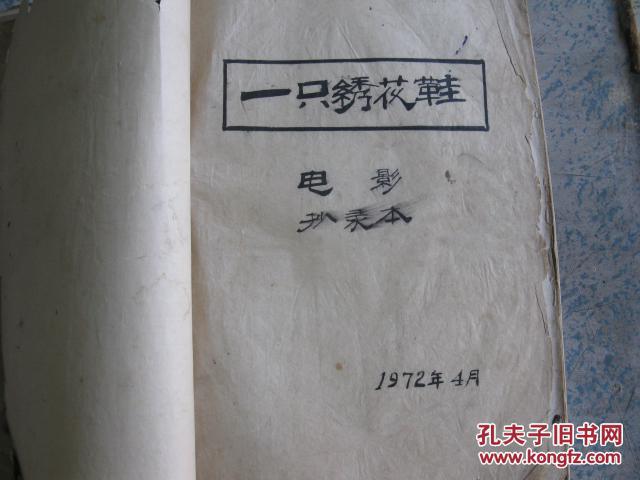 一只綉花鞋
电影
抄录本
1972年4月
孔夫子旧书网
www.kongfz.com